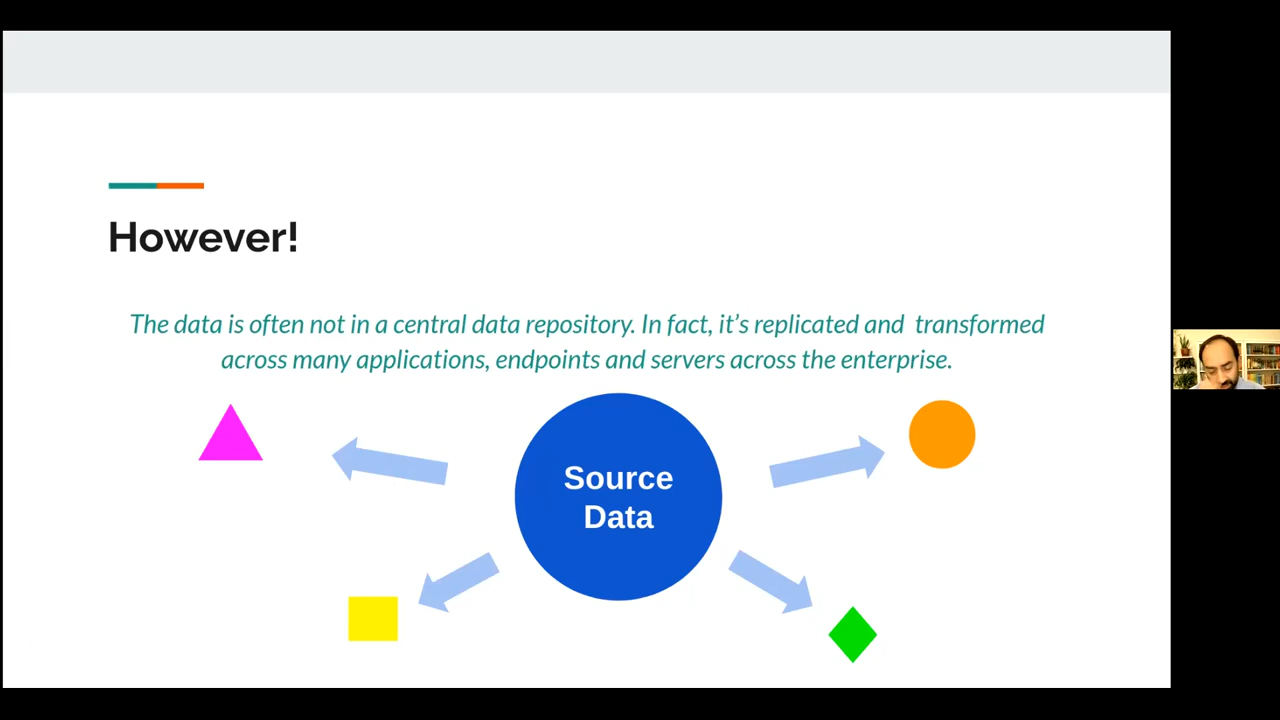 However!
The data is often not in a central data repository. In fact, it’s replicated and  transformed
across many applications, endpoints and servers across the enterprise.
Source
Data